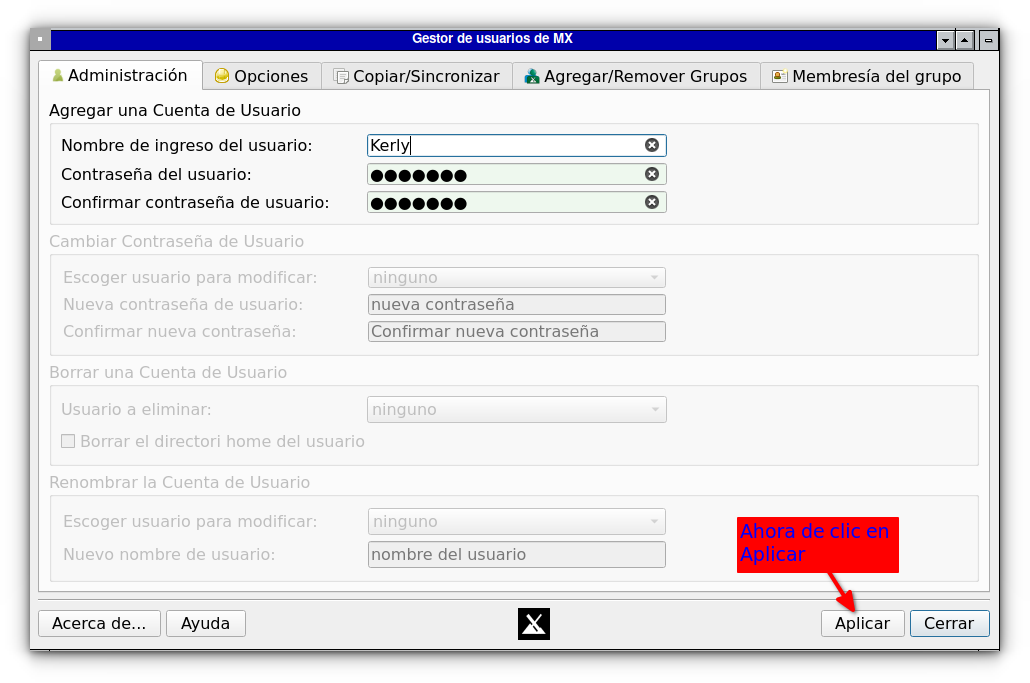 Gestor de usuarios de MX
Administración Opciones Copiar/Sincronizar Agregar/Remover Grupos Membresía del grupo
Agregar una Cuenta de Usuario
Nombre de ingreso del usuario: Kerly
Contraseña del usuario: ●●●●●●●
Confirmar contraseña de usuario: ●●●●●●●
Cambiar Contraseña de Usuario
Escoger usuario para modificar: ninguno
Nueva contraseña de usuario: nueva contraseña
Confirmar nueva contraseña: Confirmar nueva contraseña
Borrar una Cuenta de Usuario
Usuario a eliminar: ninguno
Borrar el directori home del usuario
Renombrar la Cuenta de Usuario
Escoger usuario para modificar: ninguno
Nuevo nombre de usuario: nombre del usuario
Ahora de clic en
Aplicar
Acerca de... Ayuda Aplicar Cerrar